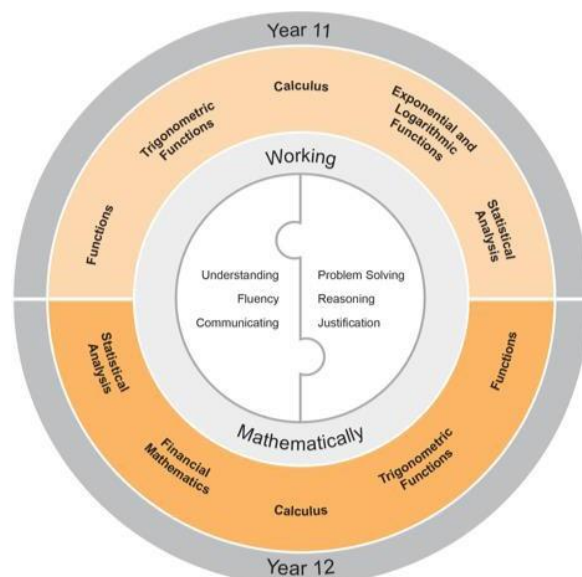 Year 11
Functions
Trigonometric
Functions
Calculus
Exponential and
Logarithmic
Functions
Statistical
Analysis
Working
Understanding
Fluency
Communicating
Problem Solving
Reasoning
Justification
Mathematically
Statistical
Analysis
Financial
Mathematics
Calculus
Trigonometric
Functions
Functions
Year 12